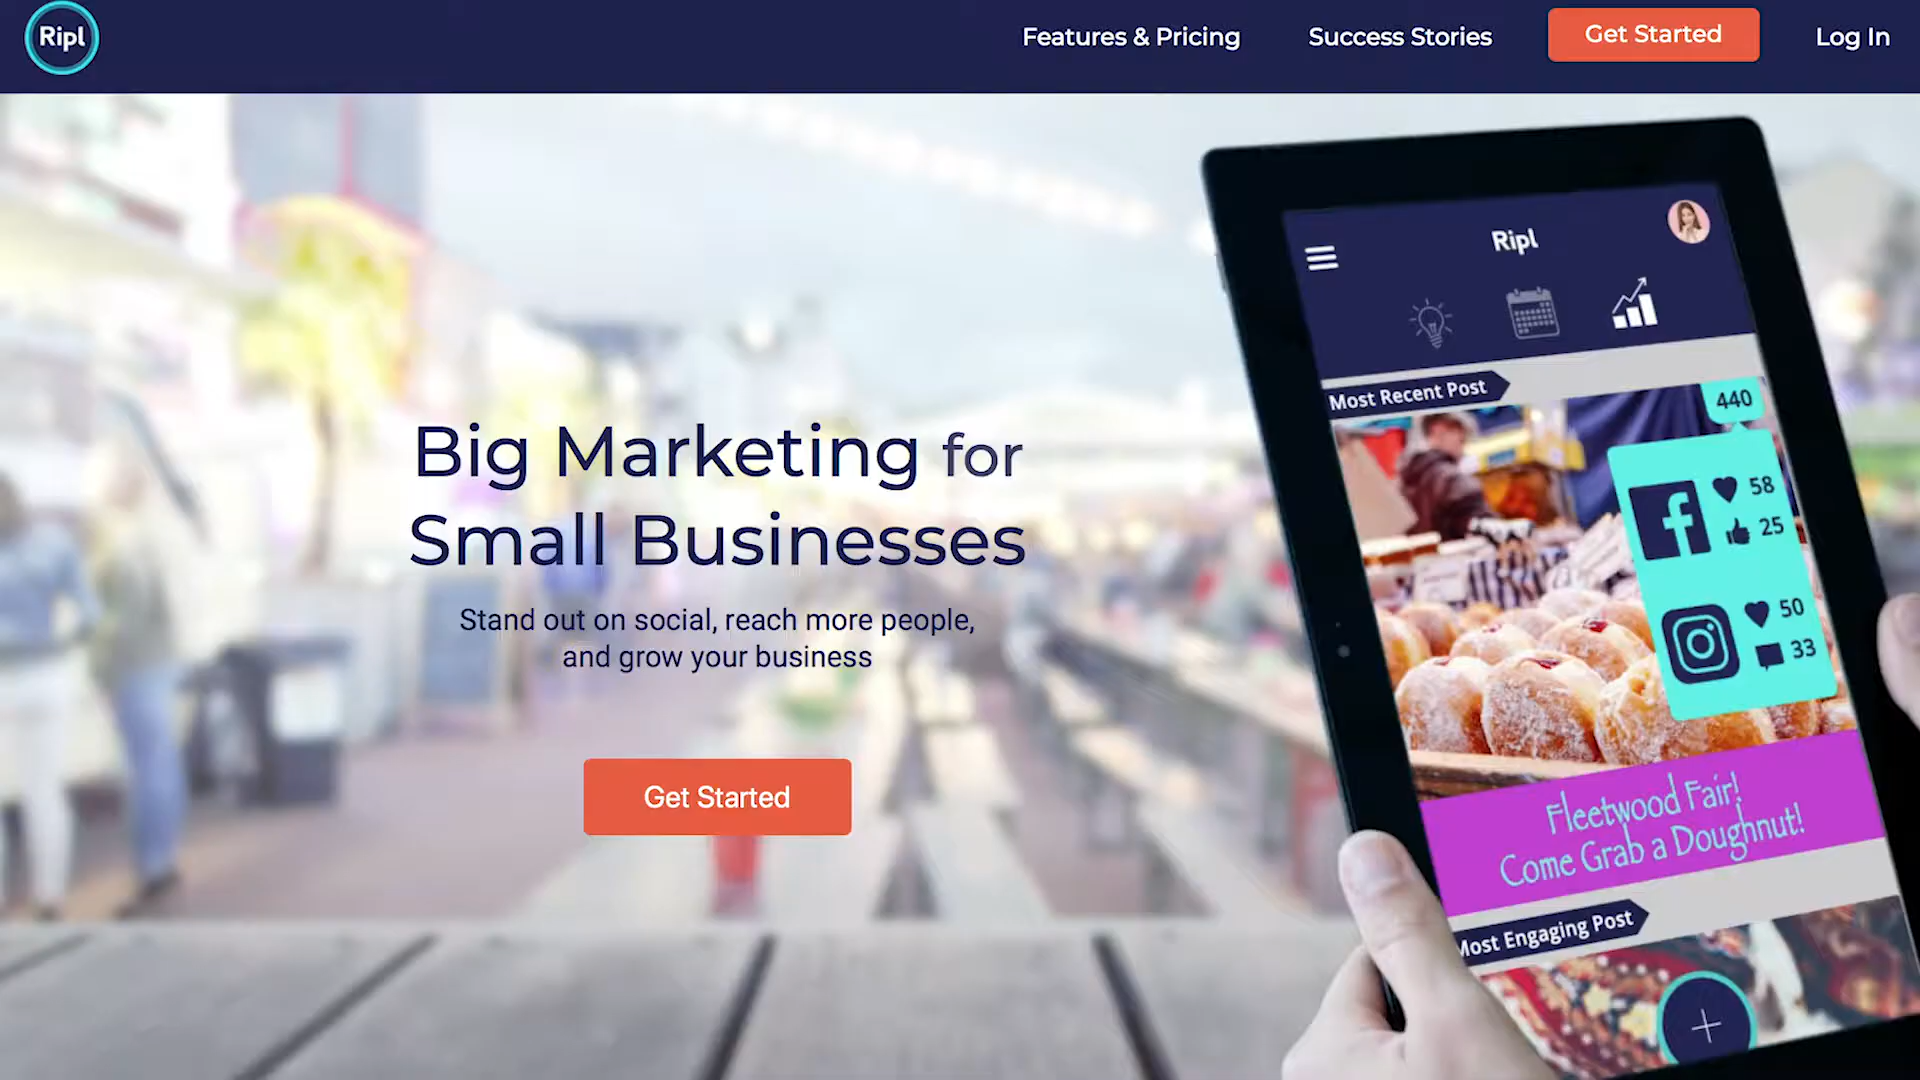 Ripl
Features & Pricing
Success Stories
Get Started
Log In
Big Marketing for
Small Businesses
Stand out on social, reach more people,
and grow your business
Get Started
Ripl
Most Recent Post
440
58
25
50
33
Fleetwood Fair!
Come Grab a Doughnut!
Most Engaging Post